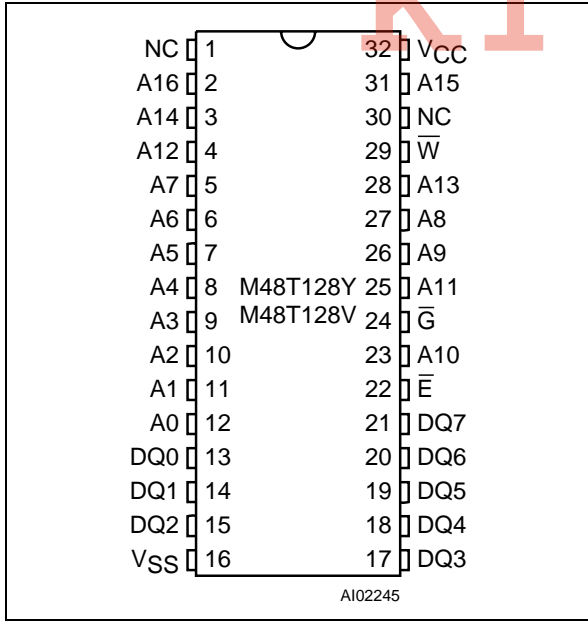 NC 1 32 VCC
A16 2 31 A15
A14 3 30 NC
A12 4 29 W̅
A7 5 28 A13
A6 6 27 A8
A5 7 26 A9
A4 8 M48T128Y 25 A11
A3 9 M48T128V 24 G̅
A2 10 23 A10
A1 11 22 E̅
A0 12 21 DQ7
DQ0 13 20 DQ6
DQ1 14 19 DQ5
DQ2 15 18 DQ4
VSS 16 17 DQ3
AI02245